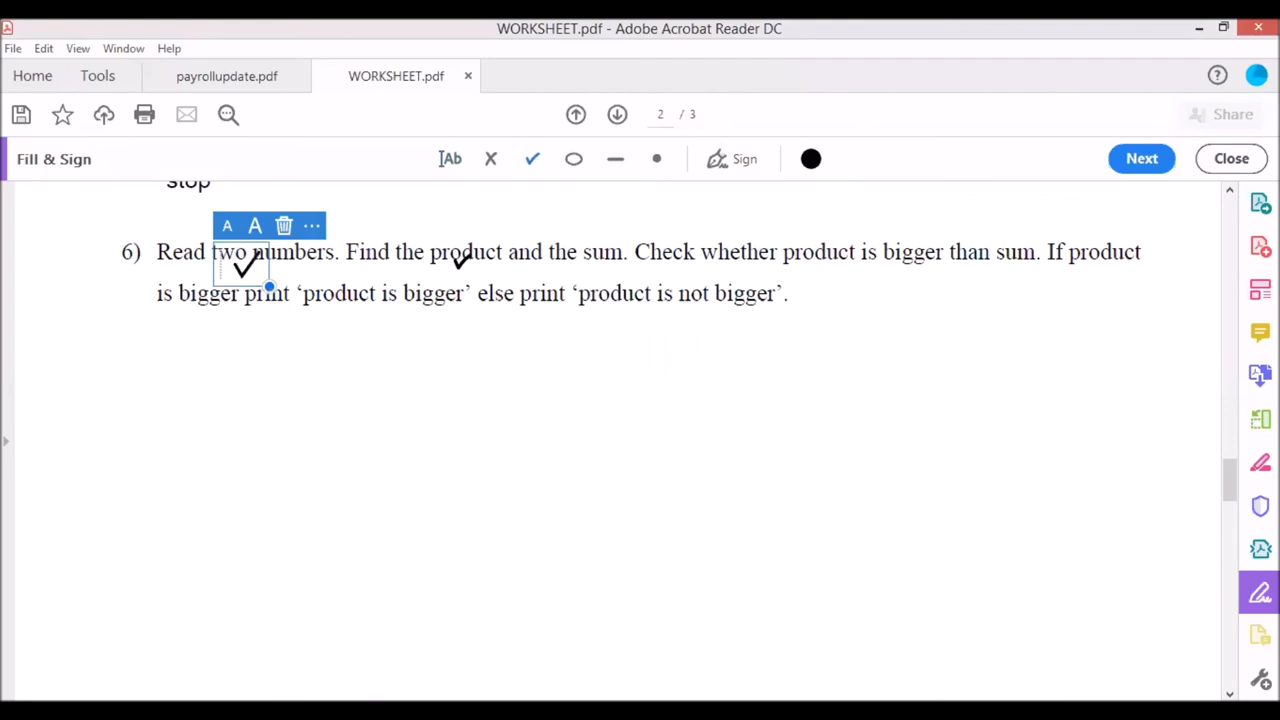 WORKSHEET.pdf - Adobe Acrobat Reader DC
File Edit View Window Help
Home Tools payrollupdate.pdf WORKSHEET.pdf ×
2 / 3 Share
Fill & Sign Ab Sign Next Close
stop
A A
6) Read two numbers. Find the product and the sum. Check whether product is bigger than sum. If product
is bigger print ‘product is bigger’ else print ‘product is not bigger’.